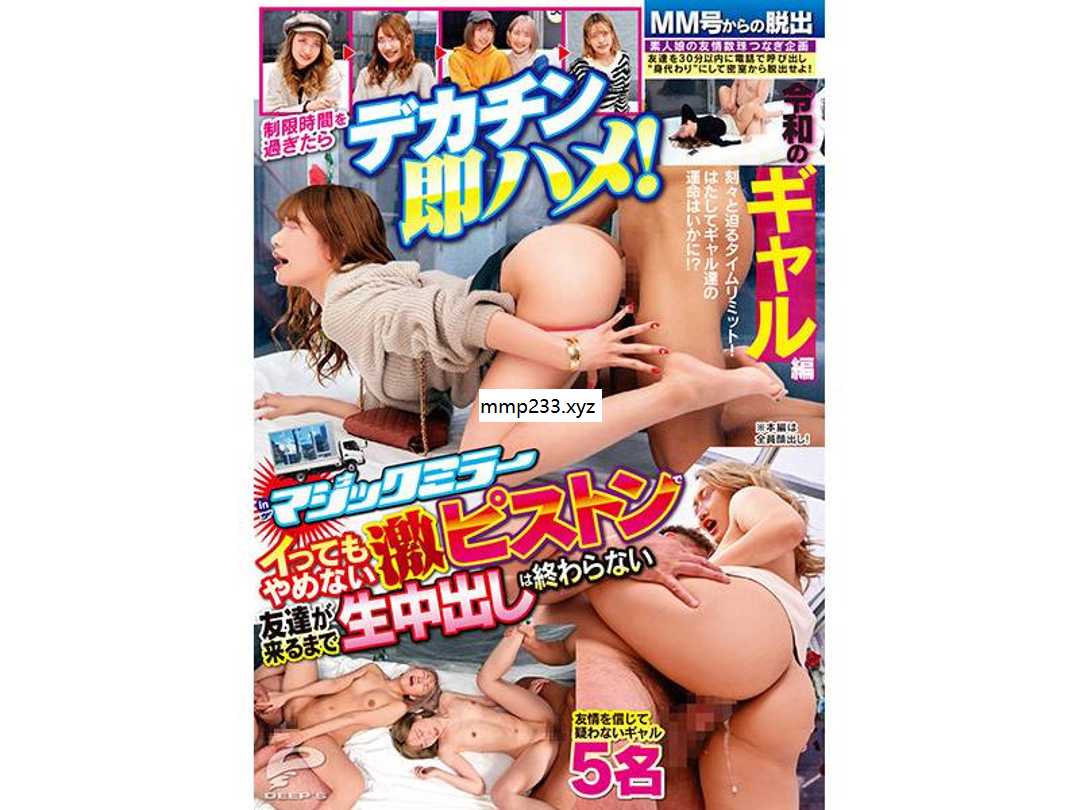 MM号からの脱出
素人娘の友情数珠つなぎ企画
友達を30分以内に電話で呼び出し
"身代わり"にして密室から脱出せよ!
制限時間を
過ぎたら
デカチン
即ハメ!
令和の
ギャル
編
刻々と迫るタイムリミット!
はたしてギャル達の
運命はいかに!?
※本編は
全員顔出し!
mmp233.xyz
in
マジックミラー
イっても
やめない
激ピストンで
友達が
来るまで
生中出しは終わらない
友情を信じて
疑わないギャル
5名
DEEP'S